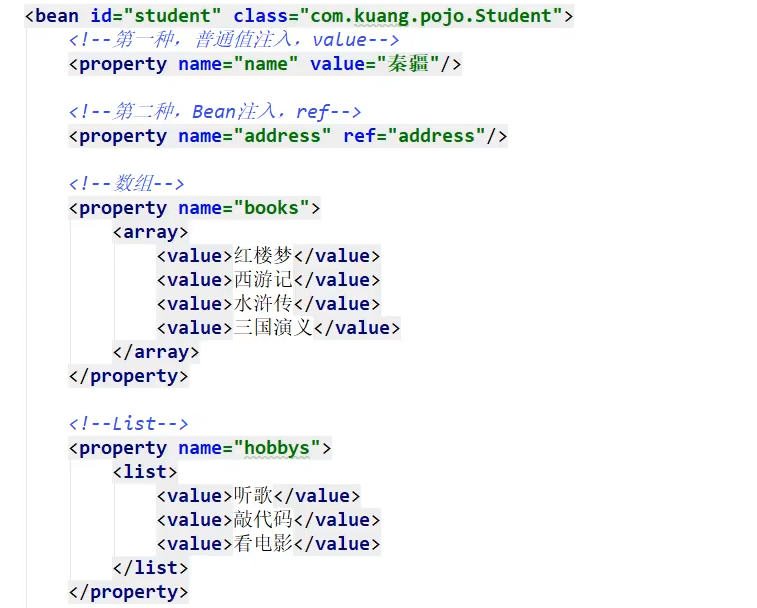 <bean id="student" class="com.kuang.pojo.Student">
<!--第一种，普通值注入，value-->
<property name="name" value="秦疆"/>
<!--第二种，Bean注入，ref-->
<property name="address" ref="address"/>
<!--数组-->
<property name="books">
<array>
<value>红楼梦</value>
<value>西游记</value>
<value>水浒传</value>
<value>三国演义</value>
</array>
</property>
<!--List-->
<property name="hobbys">
<list>
<value>听歌</value>
<value>敲代码</value>
<value>看电影</value>
</list>
</property>